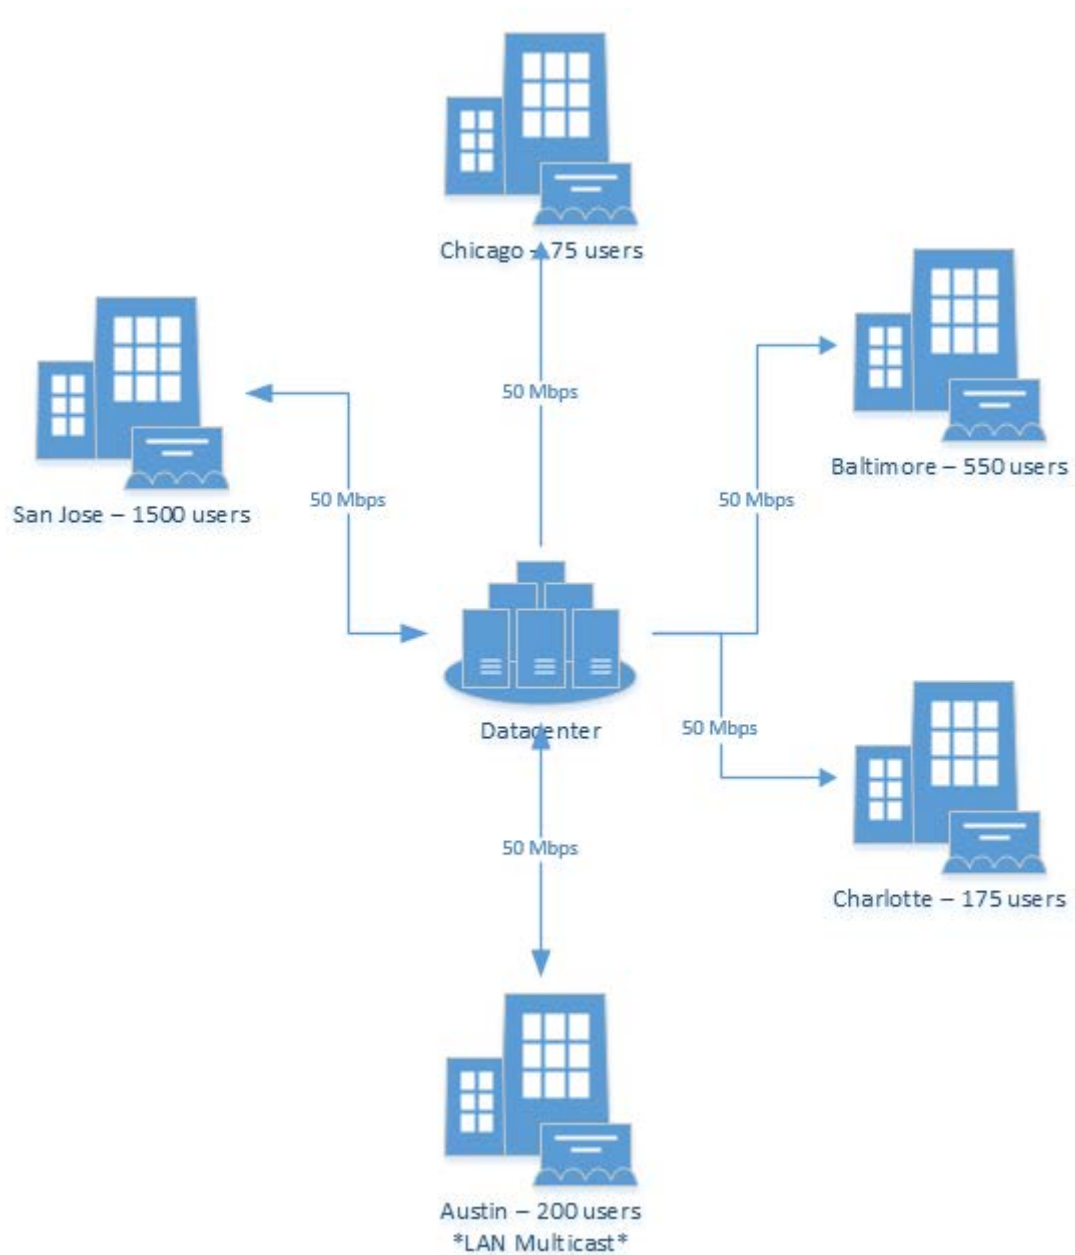 Chicago – 75 users
50 Mbps
Baltimore – 550 users
50 Mbps
50 Mbps
San Jose – 1500 users
Datacenter
50 Mbps
Charlotte – 175 users
50 Mbps
Austin – 200 users
*LAN Multicast*